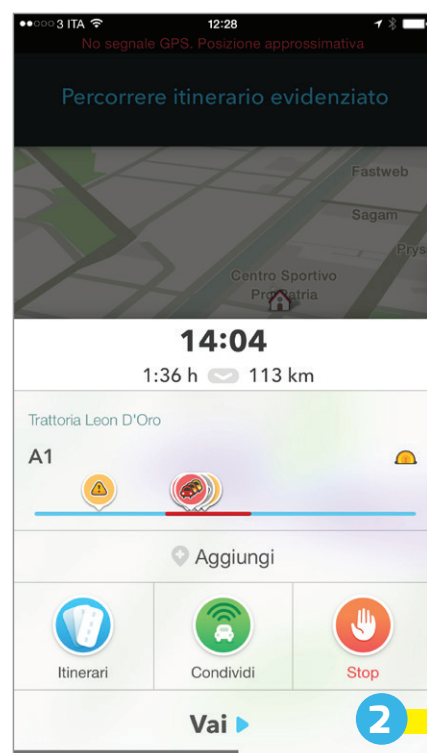 3 ITA 12:28
No segnale GPS. Posizione approssimativa
Percorrere itinerario evidenziato
Fastweb
Sagam
Prys
Centro Sportivo
Pro Patria
14:04
1:36 h 113 km
Trattoria Leon D'Oro
A1
Aggiungi
Itinerari Condividi Stop
Vai 2